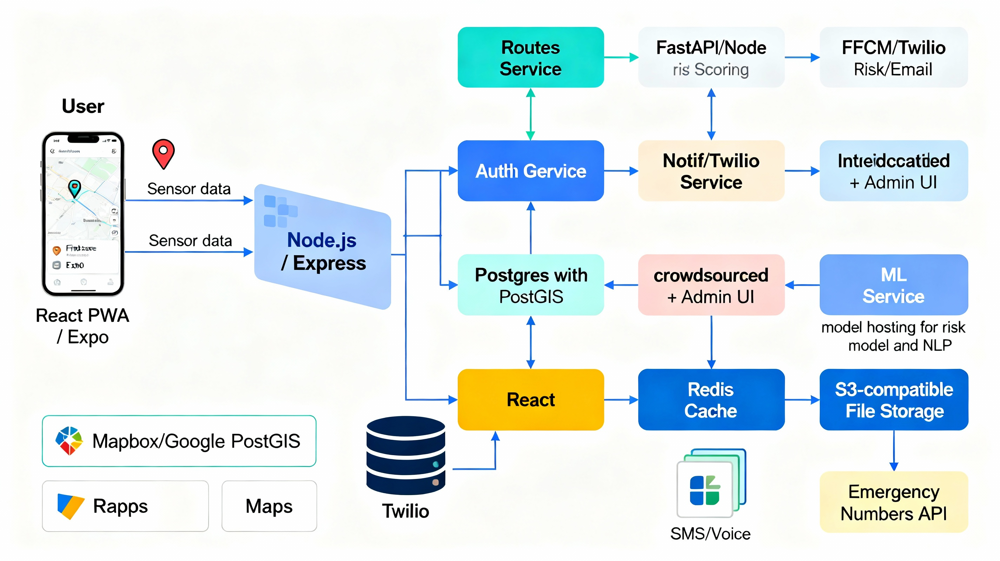 User
React PWA
/ Expo
Sensor data
Sensor data
Node.js
/ Express
Routes
Service
FastAPI/Node
Scoring
FFCM/Twilio
Risk/Email
Auth Gervice
Notif/Twilio
Service
+ Admin UI
Postgres with
PostGIS
crowdsourced
+ Admin UI
ML
Service
model hosting for risk
model and NLP
React
Redis
Cache
S3-compatible
File Storage
Mapbox/Google PostGIS
Rapps
Maps
Twilio
SMS/Voice
Emergency
Numbers API